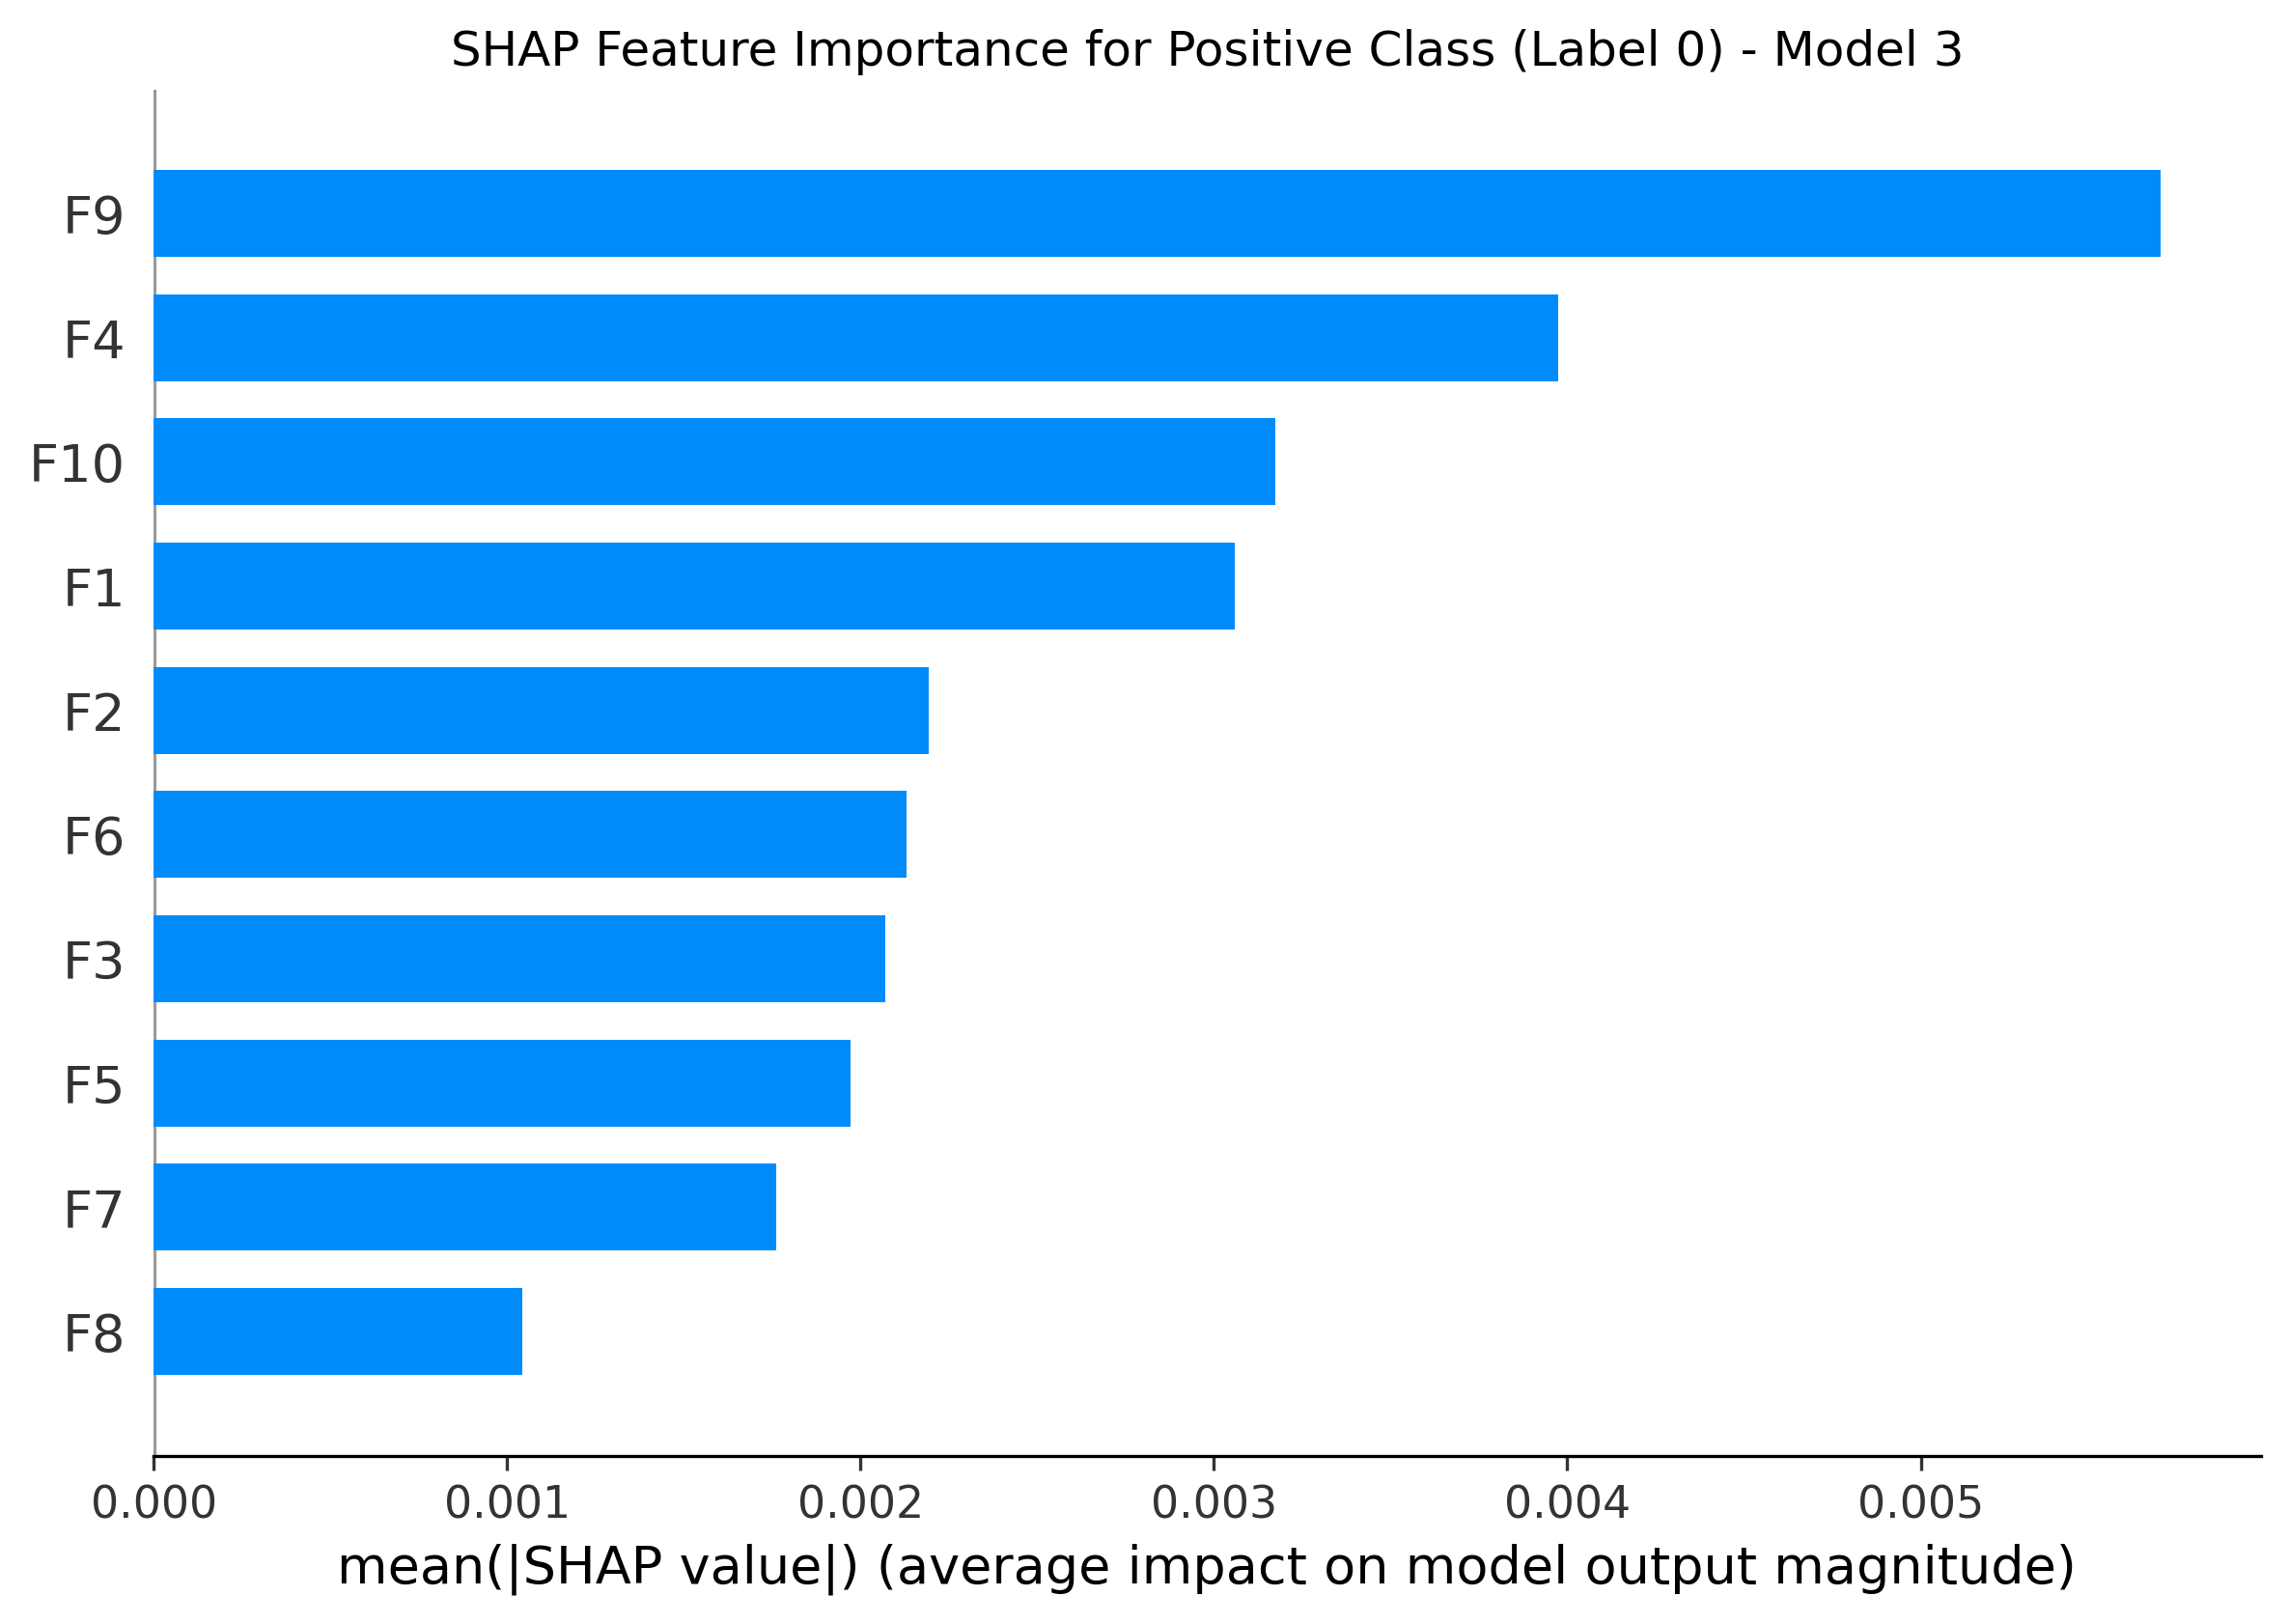 SHAP Feature Importance for Positive Class (Label 0) - Model 3
F9
F4
F10
F1
F2
F6
F3
F5
F7
F8
0.000 0.001 0.002 0.003 0.004 0.005
mean(|SHAP value|) (average impact on model output magnitude)